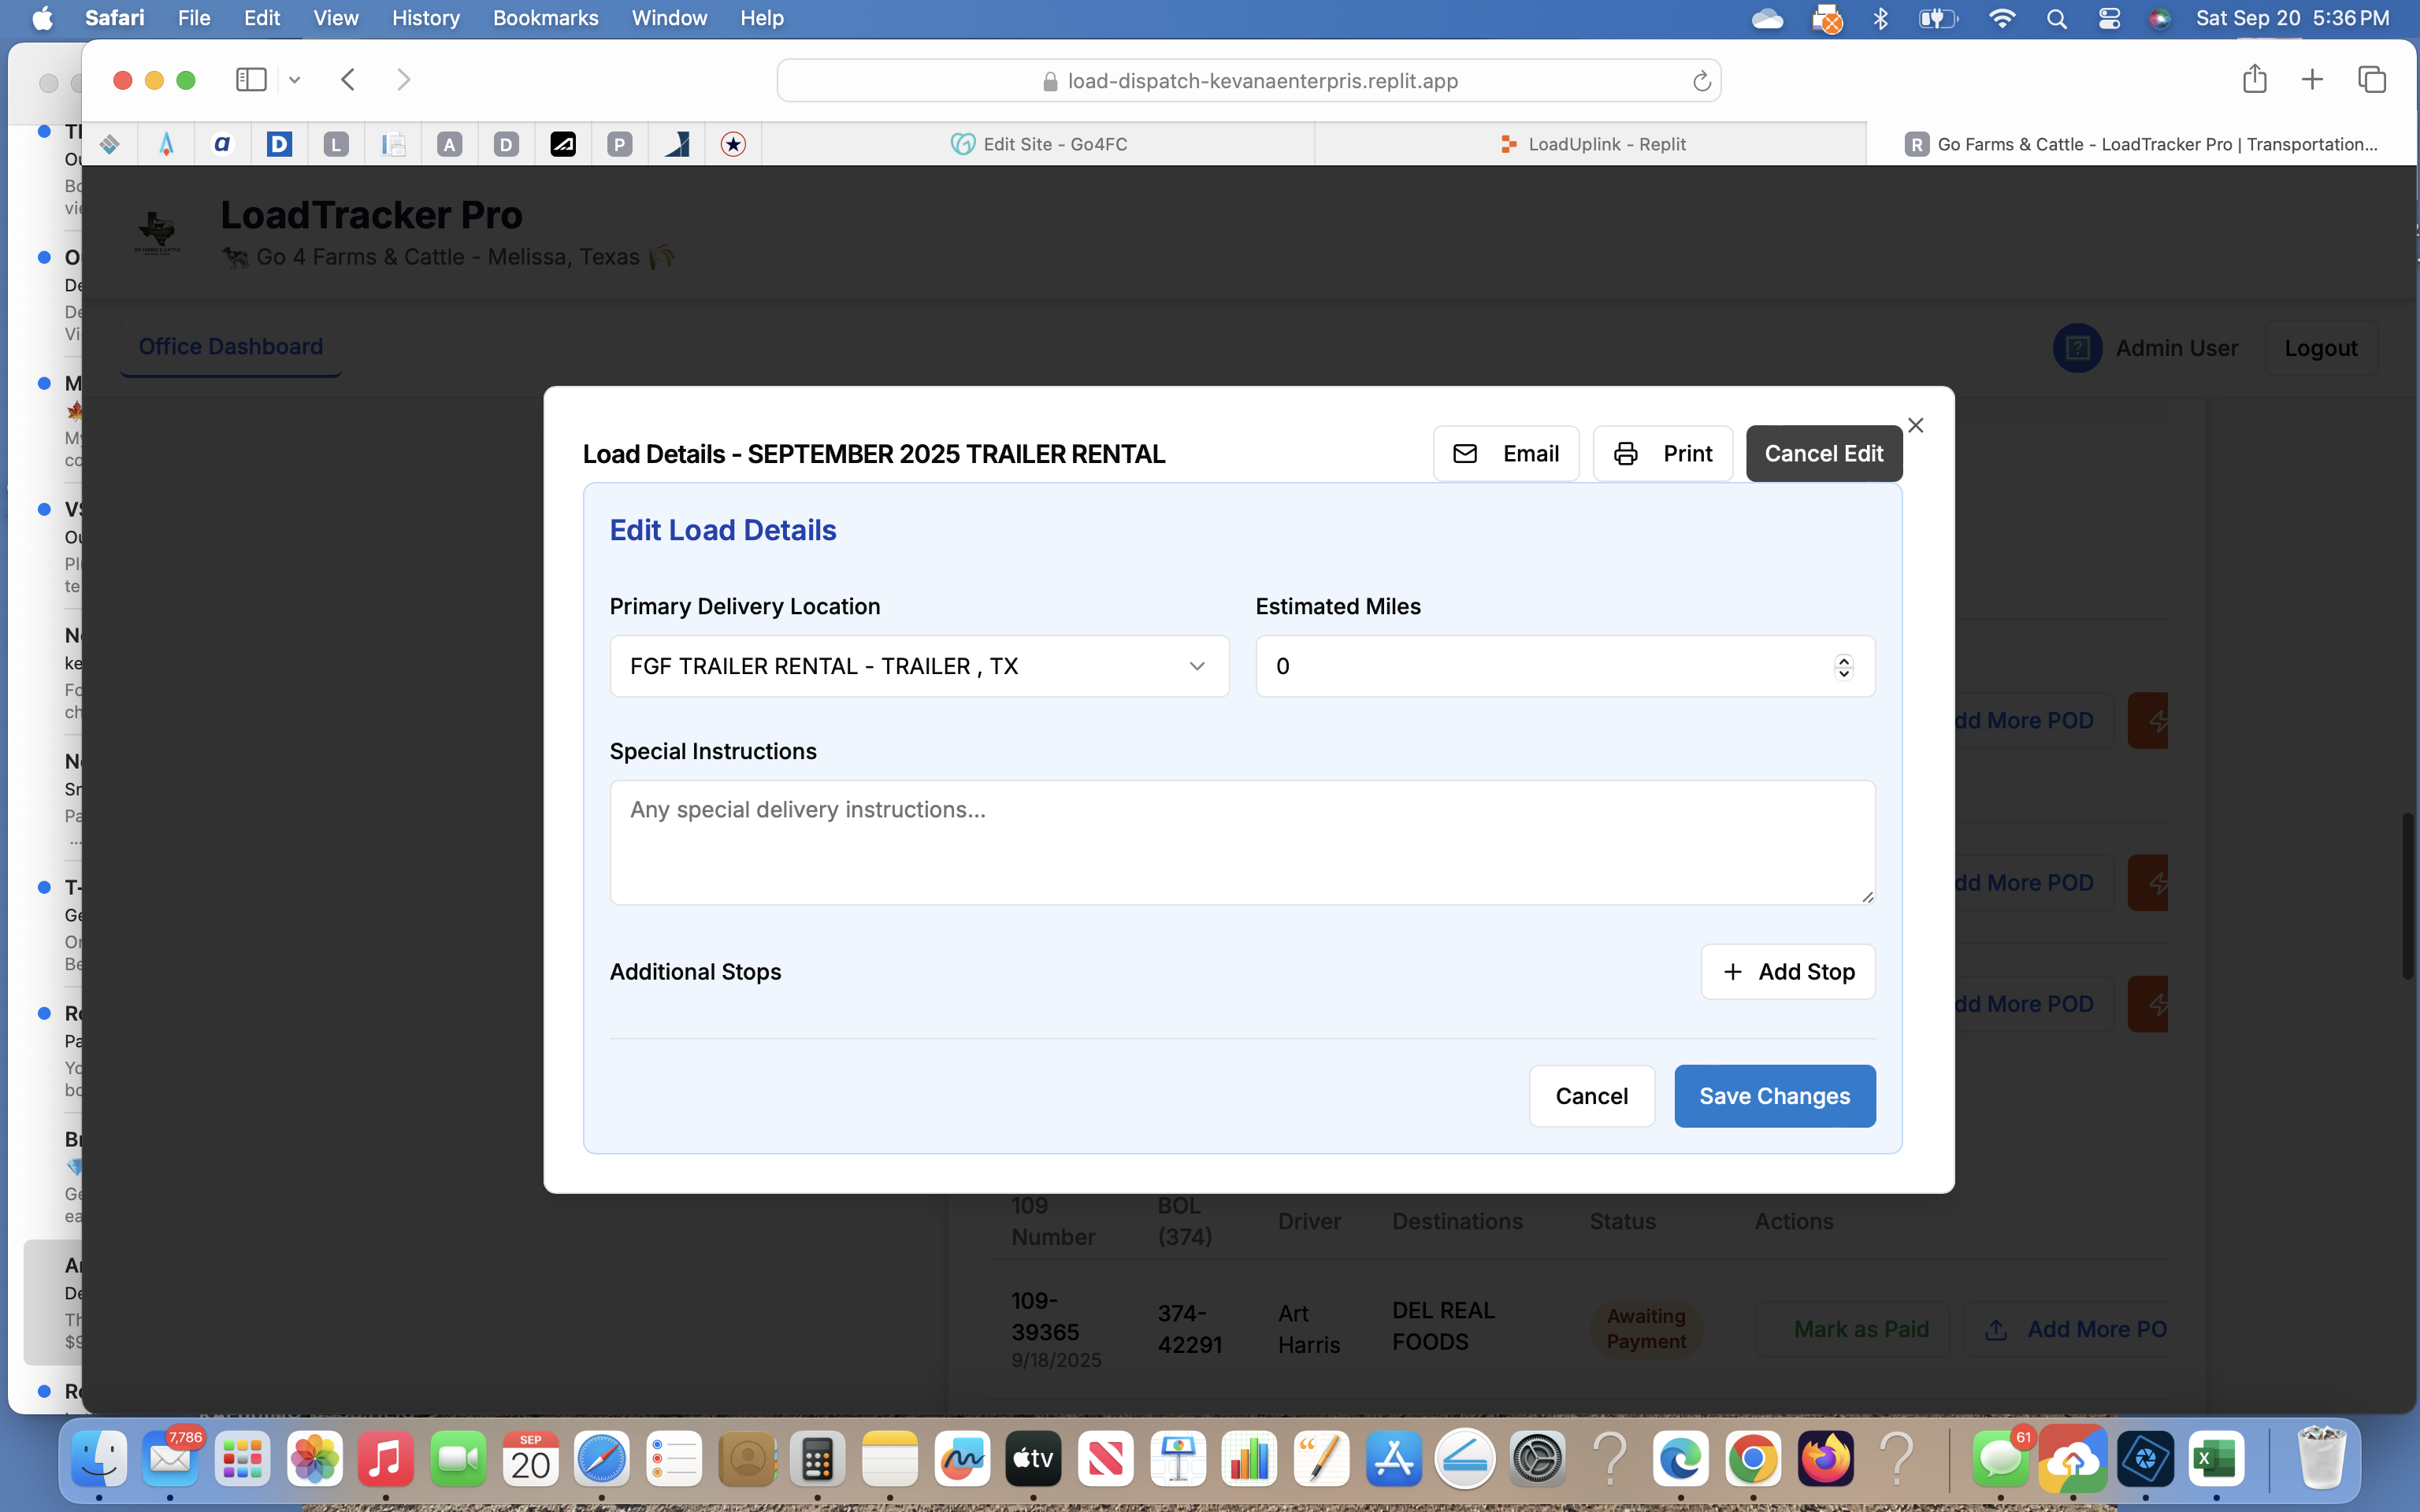 Safari File Edit View History Bookmarks Window Help
Sat Sep 20 5:36 PM
load-dispatch-kevanaenterpris.replit.app
a D L A D P
Edit Site - Go4FC
LoadUplink - Replit
R Go Farms & Cattle - LoadTracker Pro | Transportation...
LoadTracker Pro
🐄 Go 4 Farms & Cattle - Melissa, Texas 🌾
Office Dashboard
Admin User
Logout
Load Details - SEPTEMBER 2025 TRAILER RENTAL
Email
Print
Cancel Edit
Edit Load Details
Primary Delivery Location
Estimated Miles
FGF TRAILER RENTAL - TRAILER , TX
0
Special Instructions
Any special delivery instructions...
Additional Stops
Add Stop
Cancel
Save Changes
dd More POD
dd More POD
dd More POD
109 Number
BOL (374)
Driver
Destinations
Status
Actions
109-39365
9/18/2025
374-42291
Art Harris
DEL REAL FOODS
Awaiting Payment
Mark as Paid
Add More PO
7,786
SEP
20
tv
61